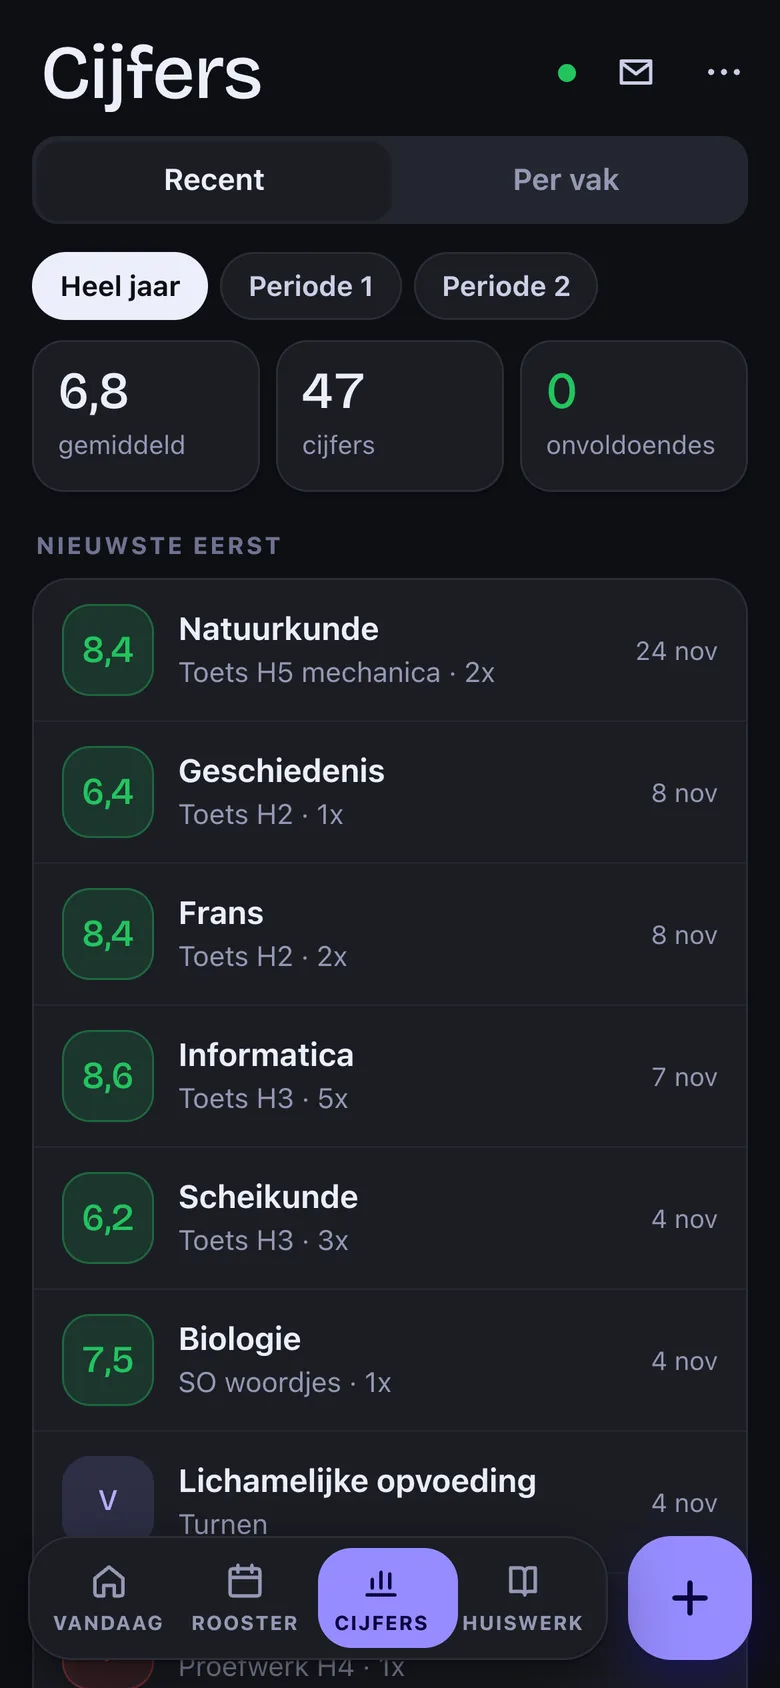 Cijfers
Recent
Per vak
Heel jaar
Periode 1
Periode 2
6,8
gemiddeld
47
cijfers
0
onvoldoendes
NIEUWSTE EERST
8,4
Natuurkunde
Toets H5 mechanica · 2x
24 nov
6,4
Geschiedenis
Toets H2 · 1x
8 nov
8,4
Frans
Toets H2 · 2x
8 nov
8,6
Informatica
Toets H3 · 5x
7 nov
6,2
Scheikunde
Toets H3 · 3x
4 nov
7,5
Biologie
SO woordjes · 1x
4 nov
V
Lichamelijke opvoeding
Turnen
4 nov
VANDAAG
ROOSTER
CIJFERS
HUISWERK
Proefwerk H4 · 1x